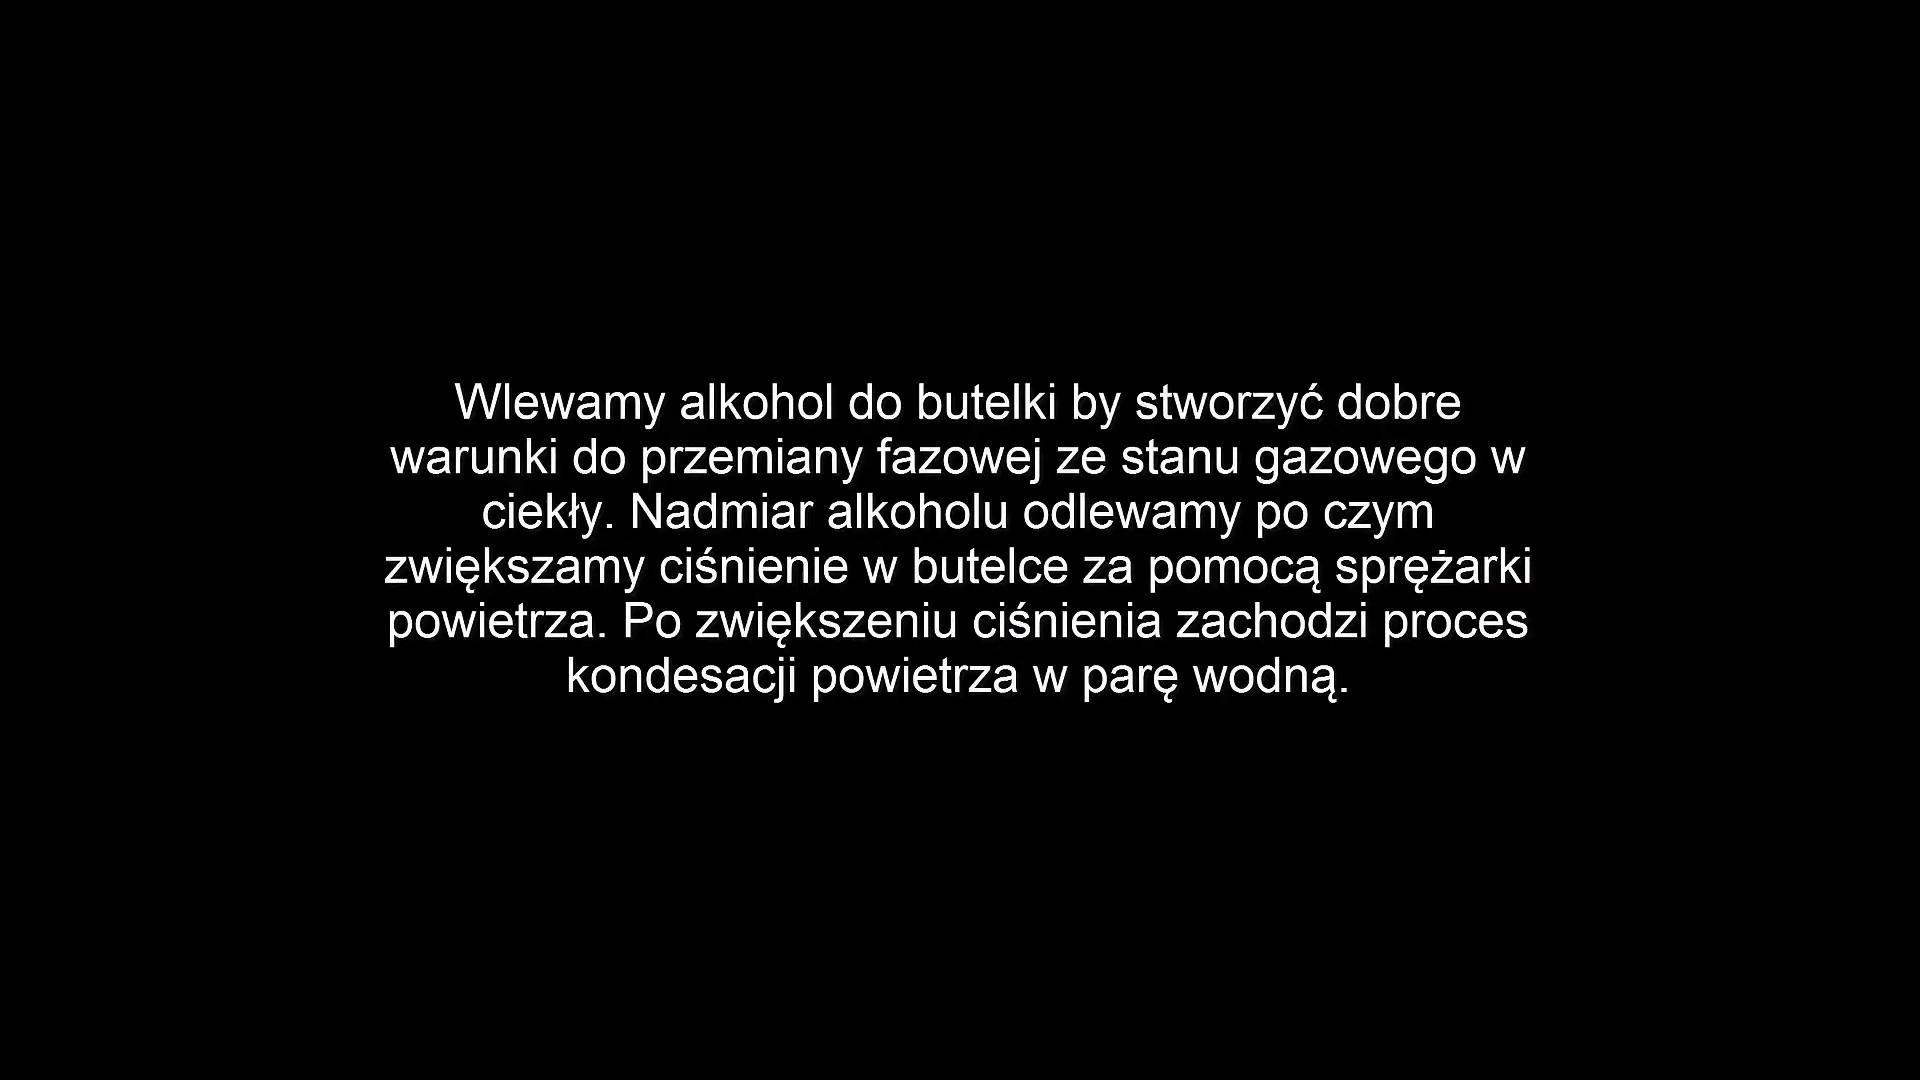 Wlewamy alkohol do butelki by stworzyć dobre
warunki do przemiany fazowej ze stanu gazowego w
ciekły. Nadmiar alkoholu odlewamy po czym
zwiększamy ciśnienie w butelce za pomocą sprężarki
powietrza. Po zwiększeniu ciśnienia zachodzi proces
kondesacji powietrza w parę wodną.